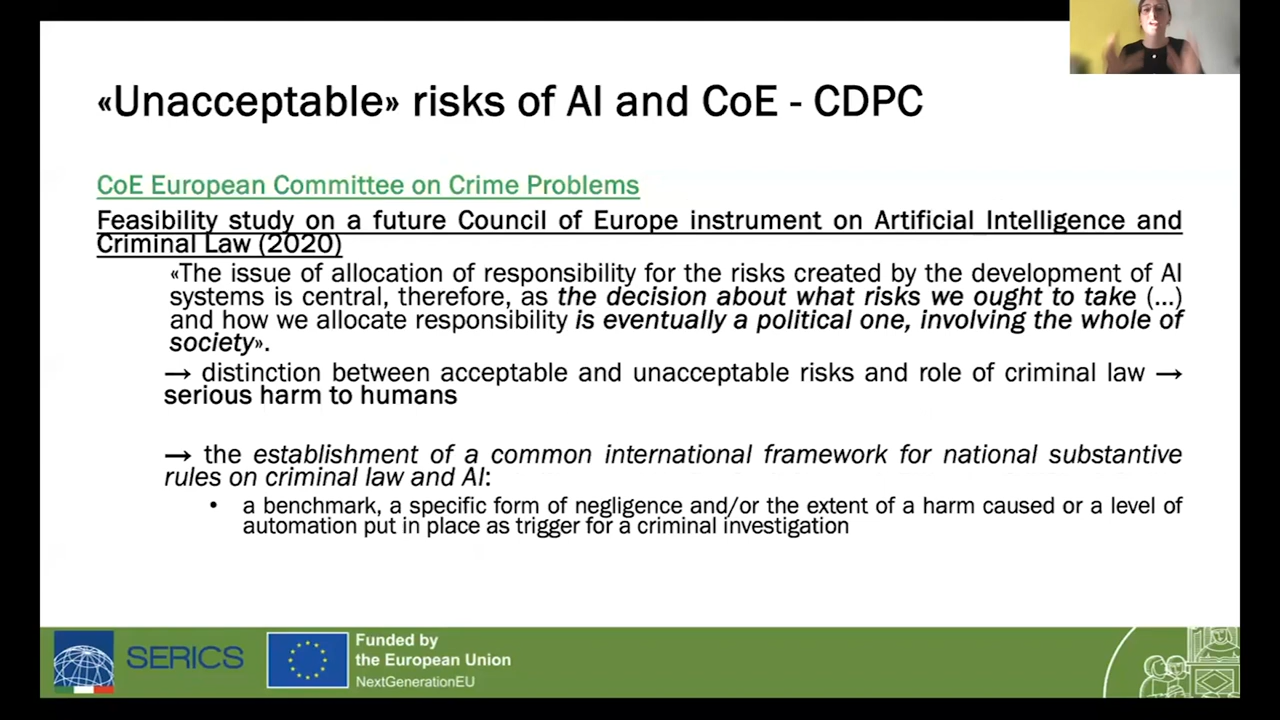 «Unacceptable» risks of AI and CoE - CDPC
CoE European Committee on Crime Problems
Feasibility study on a future Council of Europe instrument on Artificial Intelligence and
Criminal Law (2020)
«The issue of allocation of responsibility for the risks created by the development of AI
systems is central, therefore, as the decision about what risks we ought to take (...)
and how we allocate responsibility is eventually a political one, involving the whole of
society».
→ distinction between acceptable and unacceptable risks and role of criminal law →
serious harm to humans
→ the establishment of a common international framework for national substantive
rules on criminal law and AI:
• a benchmark, a specific form of negligence and/or the extent of a harm caused or a level of
automation put in place as trigger for a criminal investigation
SERICS
Funded by
the European Union
NextGenerationEU